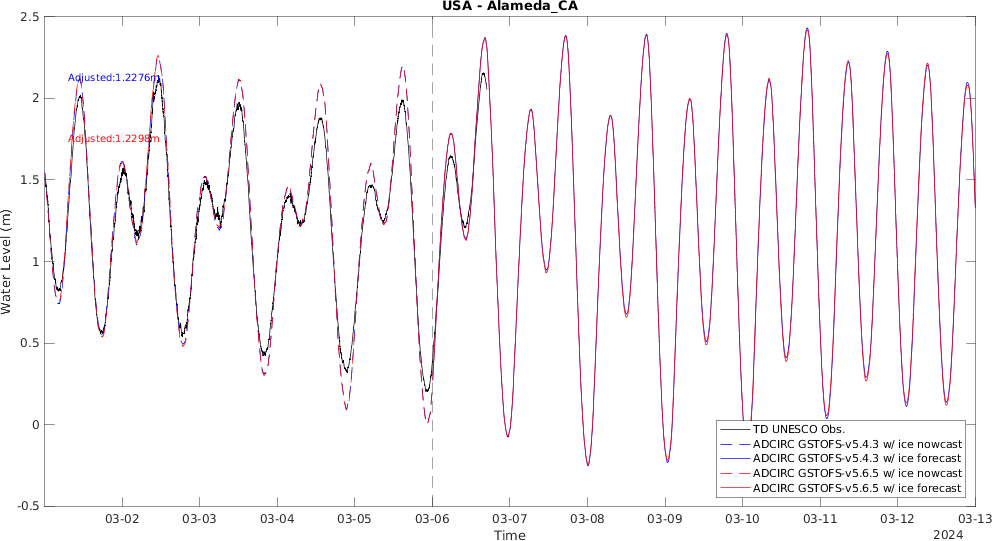 USA - Alameda_CA
2.5
2
1.5
1
0.5
0
-0.5
Water Level (m)
Adjusted:1.2276m
Adjusted:1.2298m
TD UNESCO Obs.
ADCIRC GSTOFS-v5.4.3 w/ ice nowcast
ADCIRC GSTOFS-v5.4.3 w/ ice forecast
ADCIRC GSTOFS-v5.6.5 w/ ice nowcast
ADCIRC GSTOFS-v5.6.5 w/ ice forecast
03-02 03-03 03-04 03-05 03-06 03-07 03-08 03-09 03-10 03-11 03-12 03-13
Time
2024